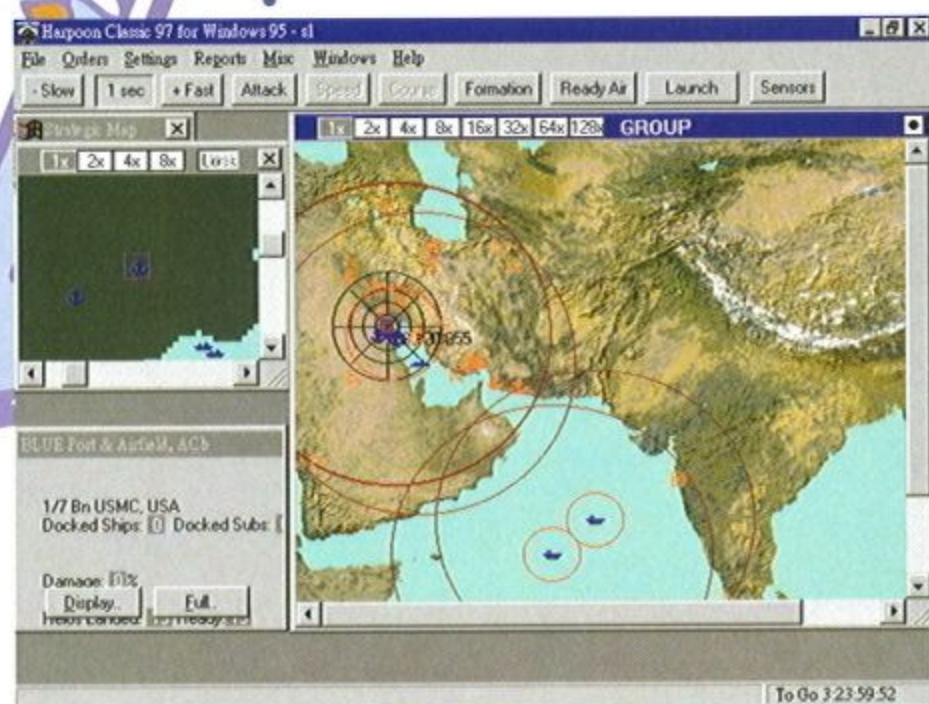 Harpoon Classic 97 for Windows 95 - s1
File Orders Settings Reports Misc Windows Help
- Slow 1 sec + Fast Attack Speed Course Formation Ready Air Launch Sensors
Strategic Map
1x 2x 4x 8x
1x 2x 4x 8x 16x 32x 64x 128x GROUP
BLUE Port & Airfield, ACb
1/7 Bn USMC, USA
Docked Ships: Docked Subs:
Damage: %
Display.. Full..
Helos Landed: Ready:
To Go 3:23:59:52